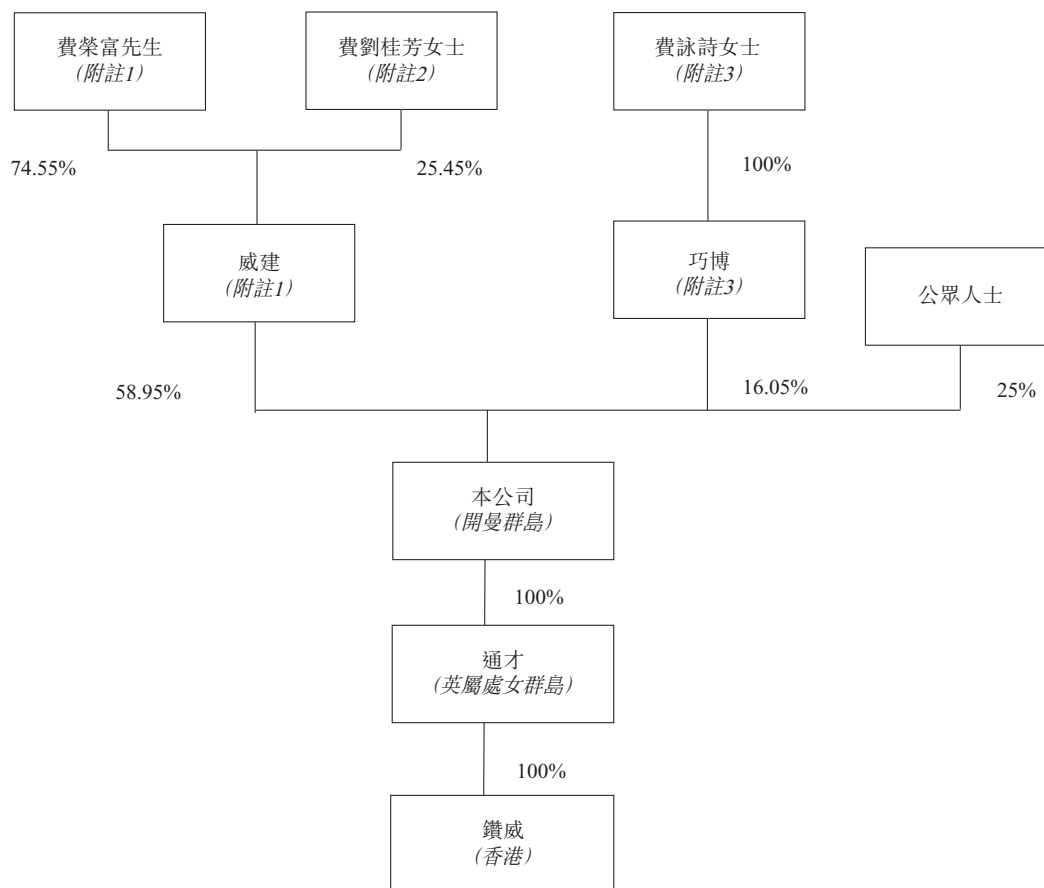 費榮富先生
(附註1)
費劉桂芳女士
(附註2)
費詠詩女士
(附註3)
74.55%
25.45%
100%
威建
(附註1)
巧博
(附註3)
公眾人士
58.95%
16.05%
25%
本公司
(開曼群島)
100%
通才
(英屬處女群島)
100%
鑽威
(香港)